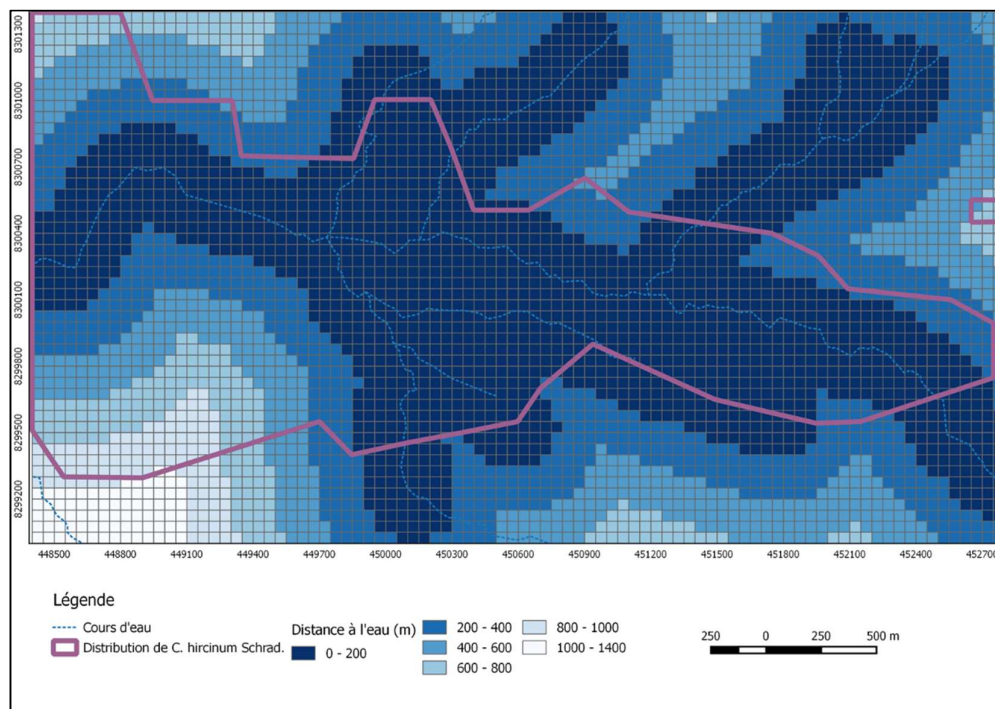 8301300
8301000
8300700
8300400
8300100
8299800
8299500
8299200
448500 448800 449100 449400 449700 450000 450300 450600 450900 451200 451500 451800 452100 452400 452700
Légende
Cours d'eau
Distribution de C. hircinum Schrad.
Distance à l'eau (m)
0 - 200
200 - 400
400 - 600
600 - 800
800 - 1000
1000 - 1400
250 0 250 500 m